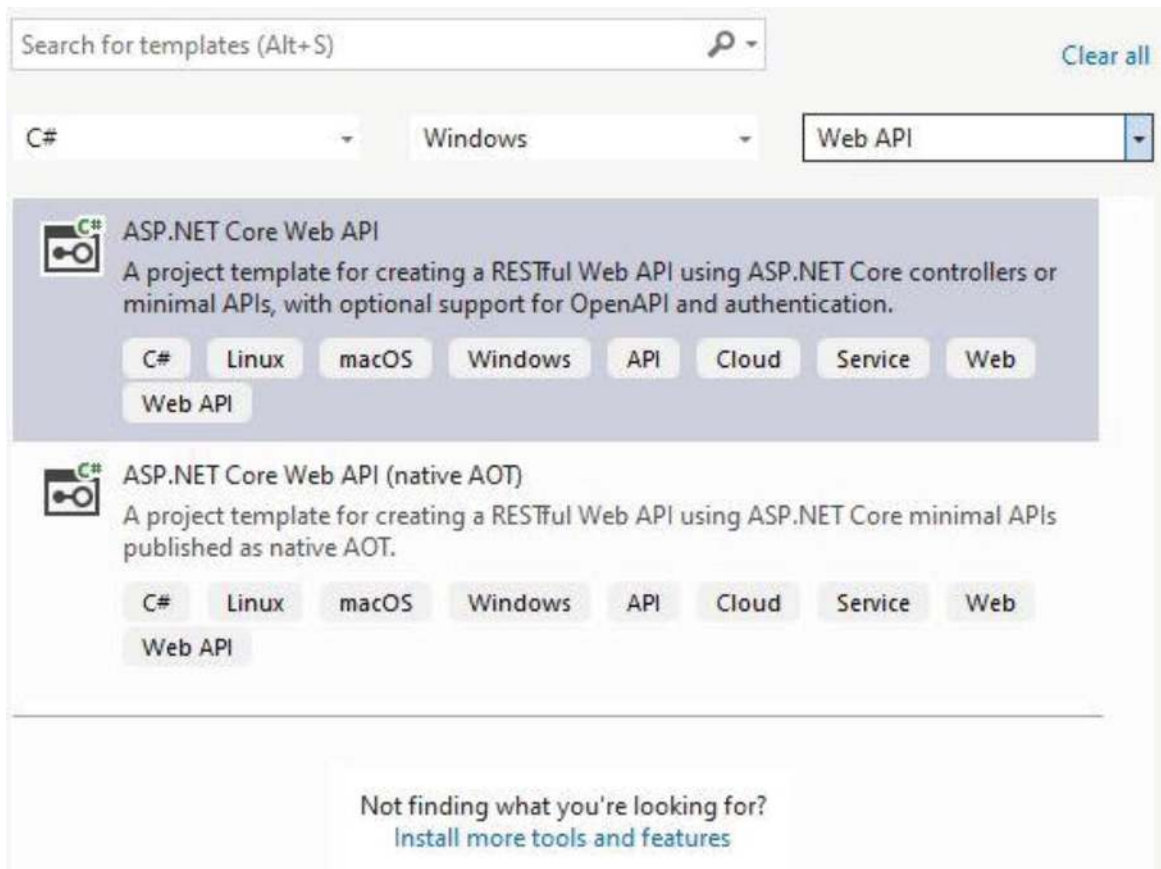 Search for templates (Alt+S)
Clear all
C# Windows Web API
C#
ASP.NET Core Web API
A project template for creating a RESTful Web API using ASP.NET Core controllers or
minimal APIs, with optional support for OpenAPI and authentication.
C# Linux macOS Windows API Cloud Service Web
Web API
C#
ASP.NET Core Web API (native AOT)
A project template for creating a RESTful Web API using ASP.NET Core minimal APIs
published as native AOT.
C# Linux macOS Windows API Cloud Service Web
Web API
Not finding what you're looking for?
Install more tools and features